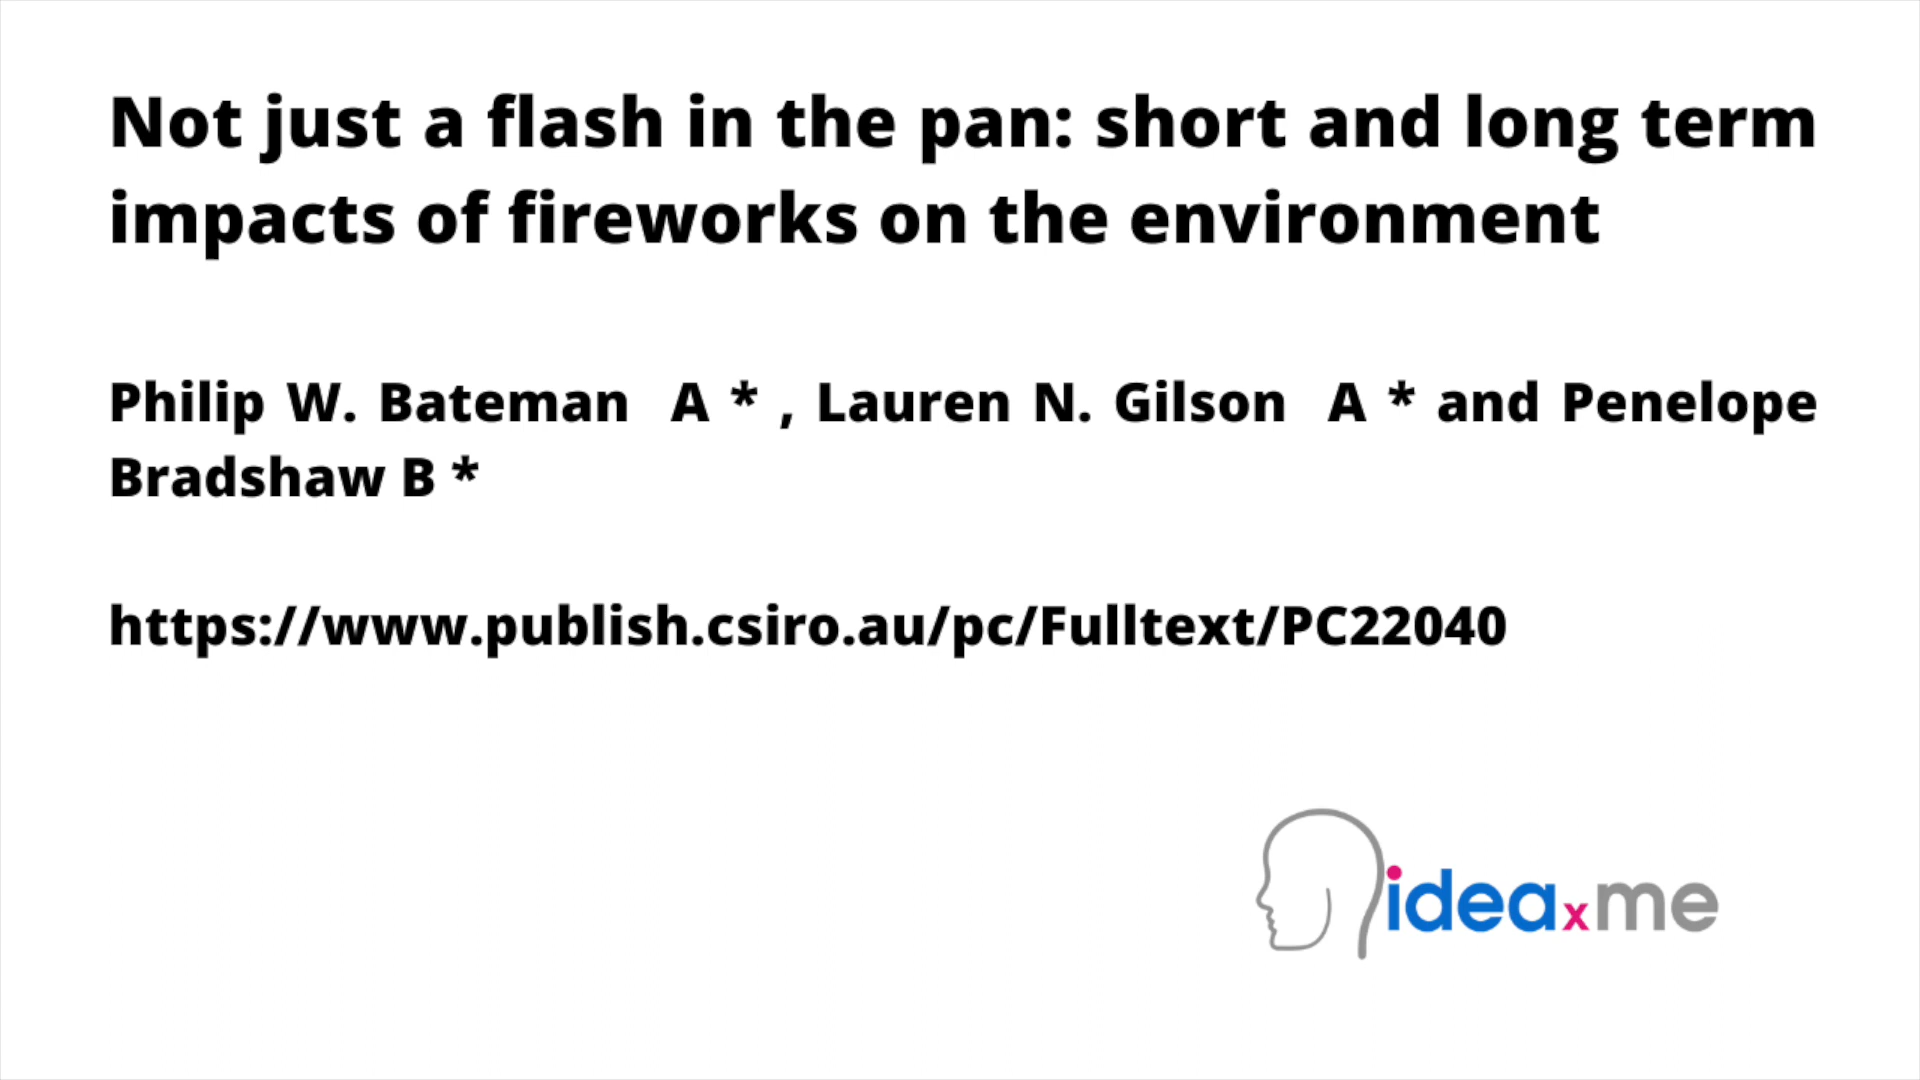 Not just a flash in the pan: short and long term
impacts of fireworks on the environment
Philip W. Bateman A * , Lauren N. Gilson A * and Penelope
Bradshaw B *
https://www.publish.csiro.au/pc/Fulltext/PC22040
ideaxme